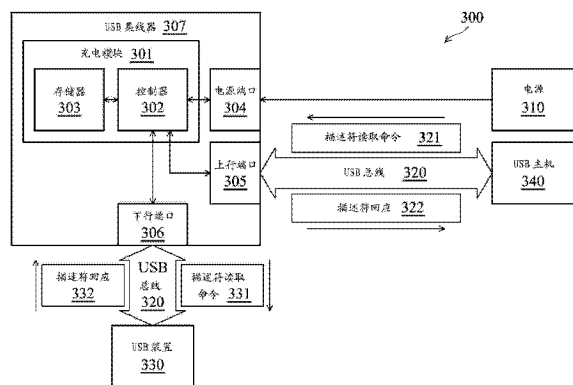 300
USB 集线器 307
充电模块 301
存储器
303
控制器
302
电源端口
304
电源
310
描述符读取命令 321
上行端口
305
USB 总线 320
USB 主机
340
描述符回应 322
下行端口
306
描述符回应
332
USB
总线
320
描述符读取
命令 331
USB 装置
330